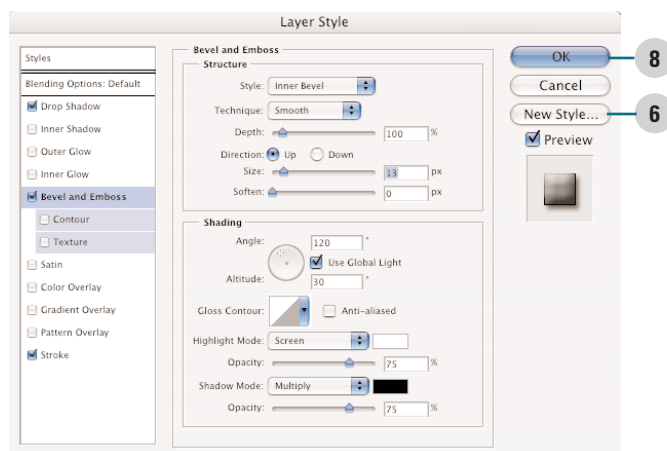 Layer Style
Styles
Blending Options: Default
Drop Shadow
Inner Shadow
Outer Glow
Inner Glow
Bevel and Emboss
Contour
Texture
Satin
Color Overlay
Gradient Overlay
Pattern Overlay
Stroke
Bevel and Emboss
Structure
Style: Inner Bevel
Technique: Smooth
Depth: 100 %
Direction: Up Down
Size: 13 px
Soften: 0 px
Shading
Angle: 120 °
Use Global Light
Altitude: 30 °
Gloss Contour: Anti-aliased
Highlight Mode: Screen
Opacity: 75 %
Shadow Mode: Multiply
Opacity: 75 %
OK 8
Cancel
New Style... 6
Preview